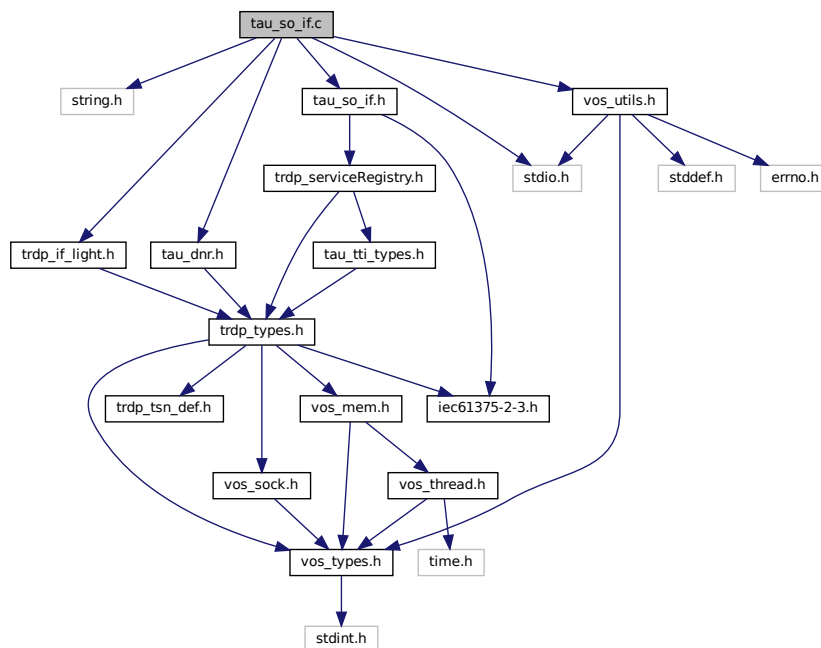 tau_so_if.c
string.h
tau_so_if.h
vos_utils.h
trdp_serviceRegistry.h
stdio.h
stddef.h
errno.h
trdp_if_light.h
tau_dnr.h
tau_tti_types.h
trdp_types.h
trdp_tsn_def.h
vos_mem.h
iec61375-2-3.h
vos_sock.h
vos_thread.h
vos_types.h
time.h
stdint.h